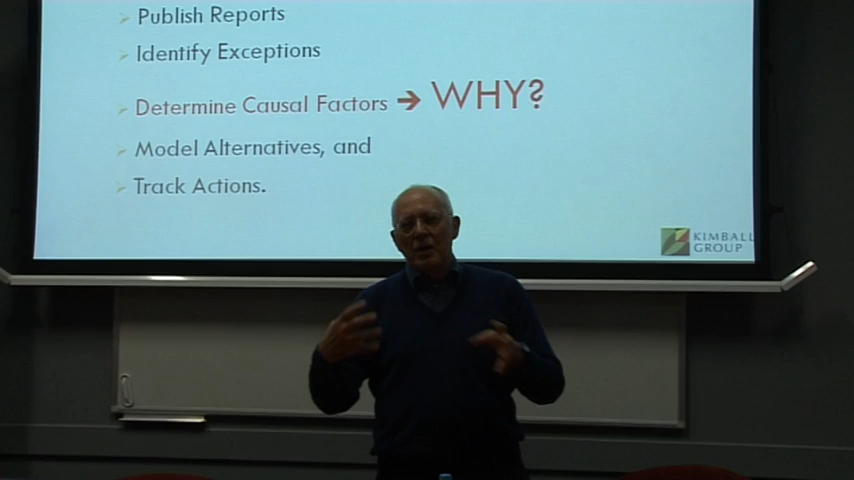 Publish Reports
Identify Exceptions
Determine Causal Factors → WHY?
Model Alternatives, and
Track Actions.
KIMBALL
GROUP